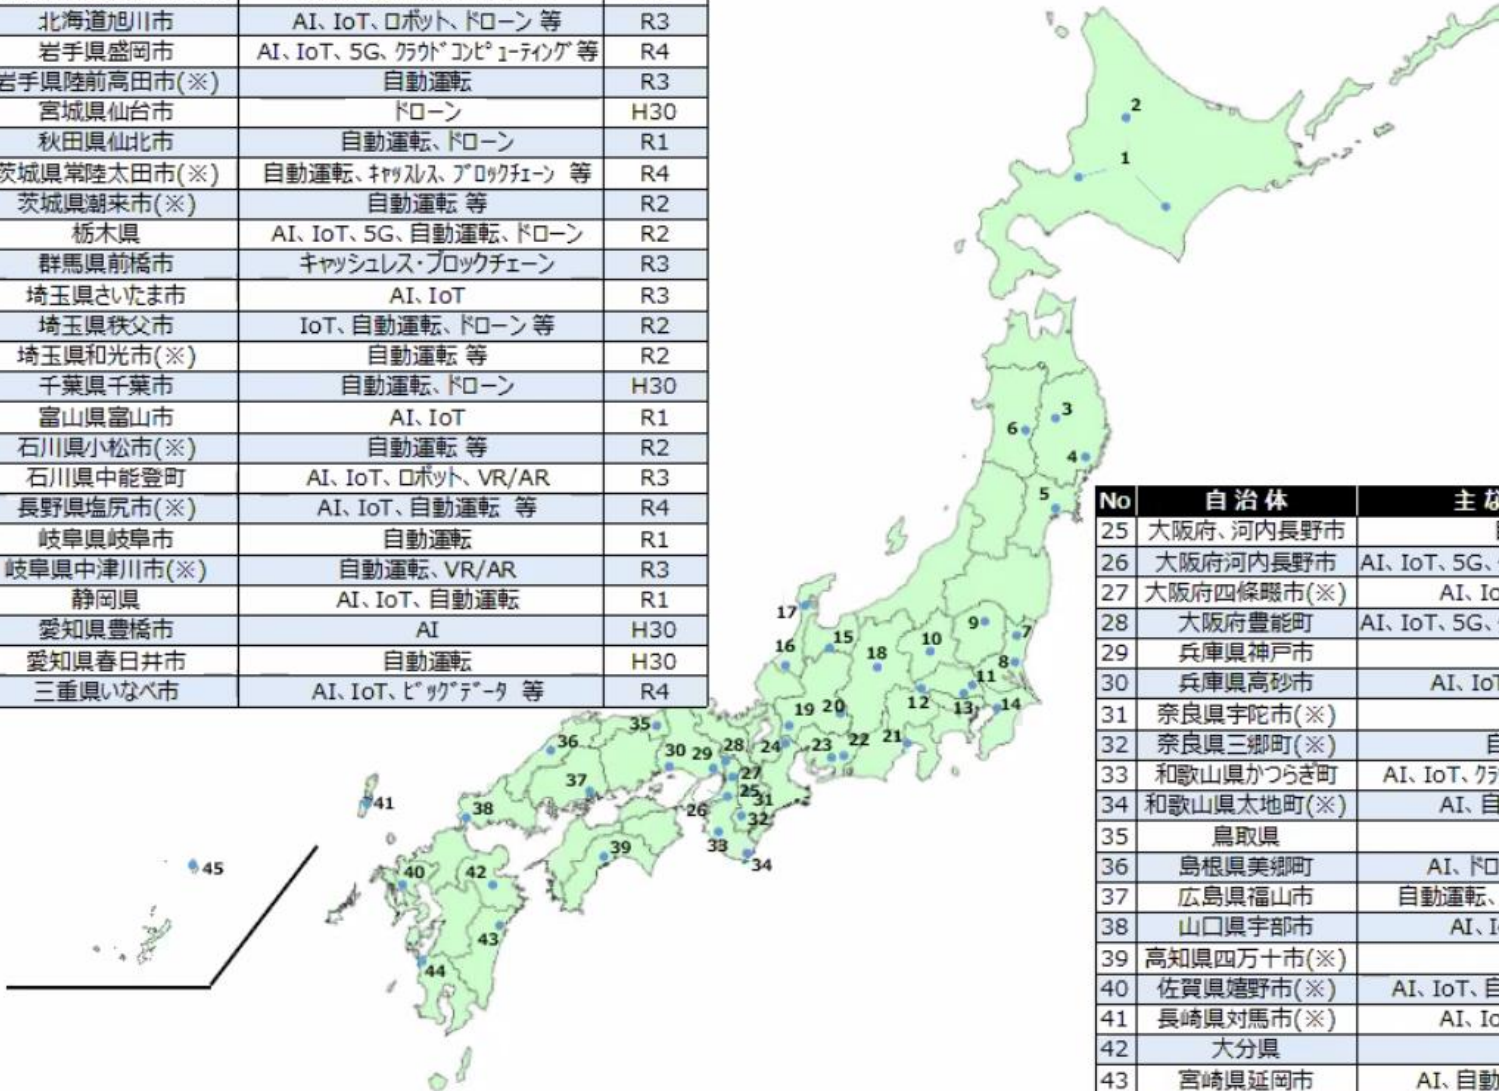 北海道旭川市 AI、IoT、ロボット、ドローン 等 R3
岩手県盛岡市 AI、IoT、5G、クラウドコンピューティング 等 R4
岩手県陸前高田市(※) 自動運転 R3
宮城県仙台市 ドローン H30
秋田県仙北市 自動運転、ドローン R1
茨城県常陸太田市(※) 自動運転、キャッスレス、ブロックチェーン 等 R4
茨城県潮来市(※) 自動運転 等 R2
栃木県 AI、IoT、5G、自動運転、ドローン R2
群馬県前橋市 キャッシュレス・ブロックチェーン R3
埼玉県さいたま市 AI、IoT R3
埼玉県秩父市 IoT、自動運転、ドローン 等 R2
埼玉県和光市(※) 自動運転 等 R2
千葉県千葉市 自動運転、ドローン H30
富山県富山市 AI、IoT R1
石川県小松市(※) 自動運転 等 R2
石川県中能登町 AI、IoT、ロボット、VR/AR R3
長野県塩尻市(※) AI、IoT、自動運転 等 R4
岐阜県岐阜市 自動運転 R1
岐阜県中津川市(※) 自動運転、VR/AR R3
静岡県 AI、IoT、自動運転 R1
愛知県豊橋市 AI H30
愛知県春日井市 自動運転 H30
三重県いなべ市 AI、IoT、ビッグデータ 等 R4
2
1
3
6
4
5
17
9
7
16
15
10
18
8
11
12
13
14
19
20
35
36
30
29
28
24
23
22
21
37
27
25
31
41
38
26
32
33
34
39
45
40
42
43
44
No 自治体 主な
25 大阪府、河内長野市
26 大阪府河内長野市 AI、IoT、5G、
27 大阪府四條畷市(※) AI、Io
28 大阪府豊能町 AI、IoT、5G、
29 兵庫県神戸市
30 兵庫県高砂市 AI、IoT
31 奈良県宇陀市(※)
32 奈良県三郷町(※) 自
33 和歌山県かつらぎ町 AI、IoT、クラ
34 和歌山県太地町(※) AI、自
35 鳥取県
36 島根県美郷町 AI、ドロ
37 広島県福山市 自動運転、
38 山口県宇部市 AI、I
39 高知県四万十市(※)
40 佐賀県嬉野市(※) AI、IoT、自
41 長崎県対馬市(※) AI、Io
42 大分県
43 宮崎県延岡市 AI、自動